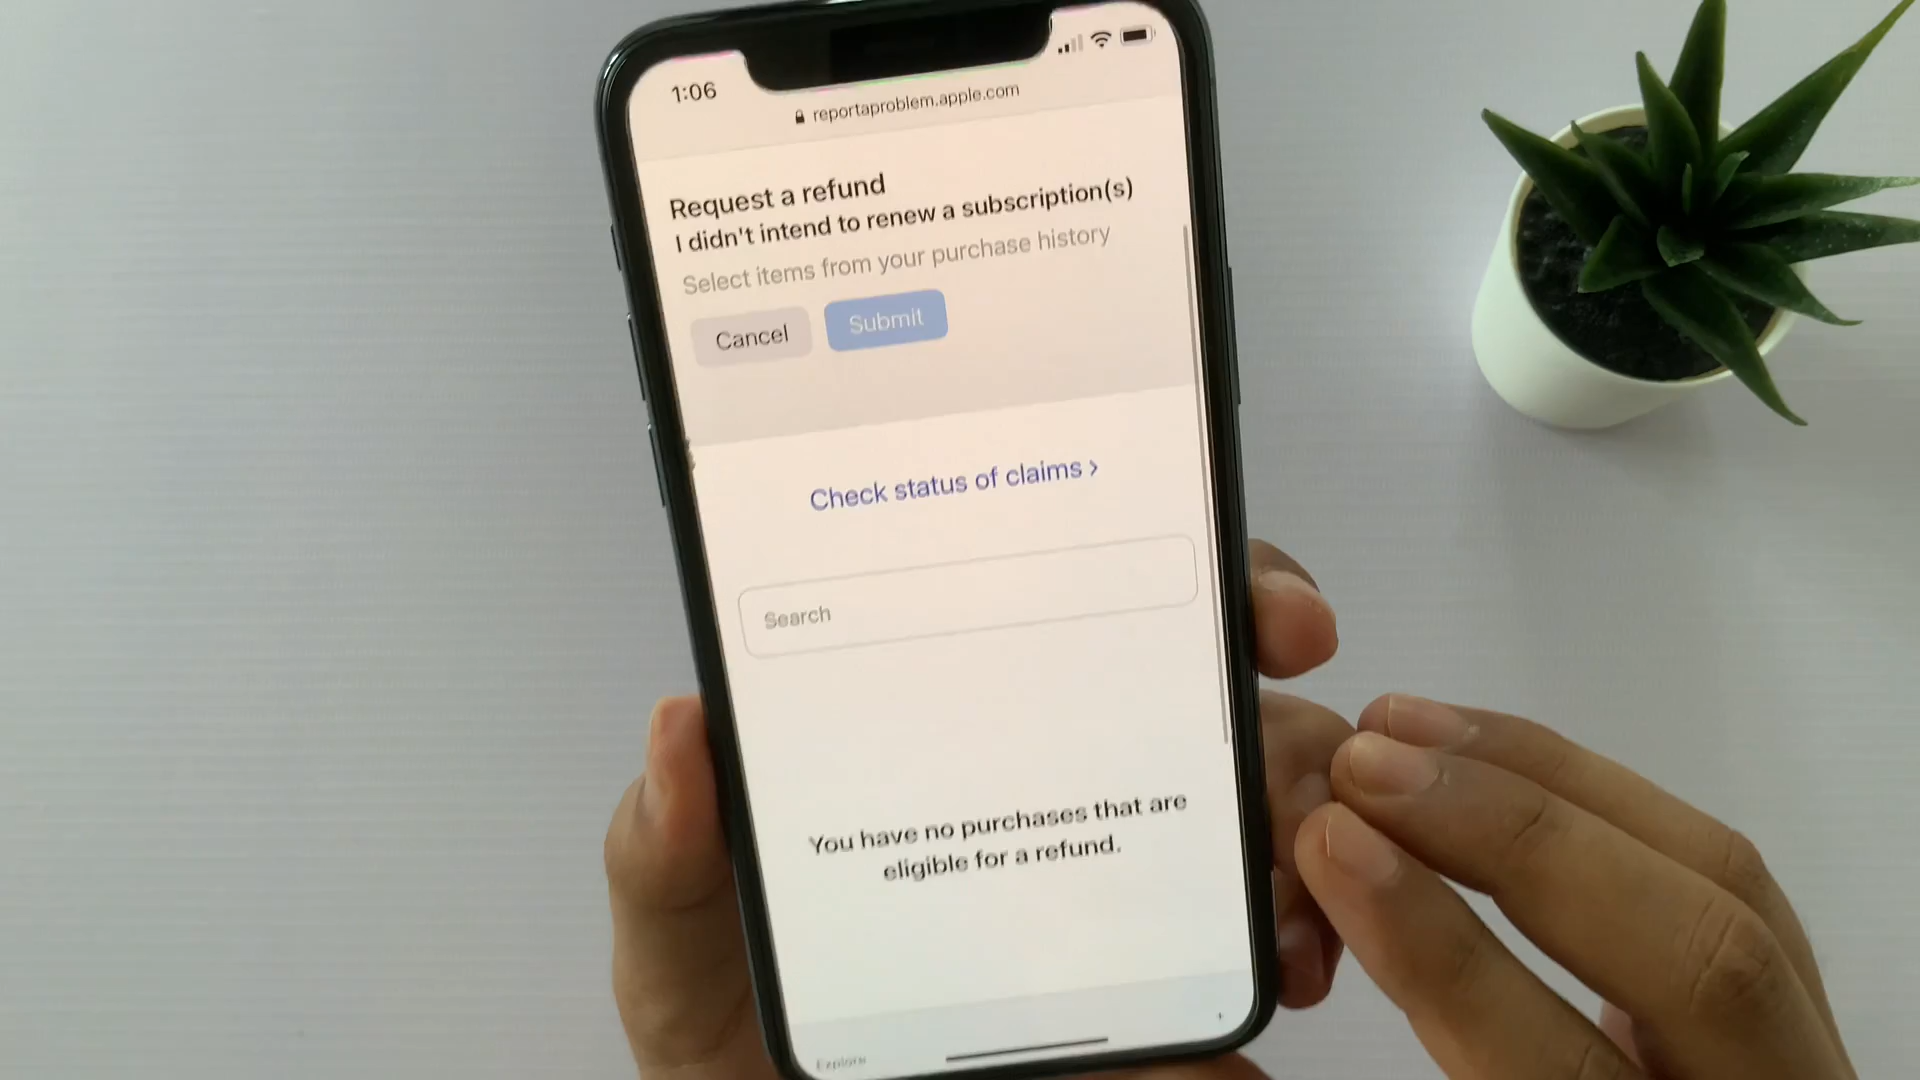 1:06
reportaproblem.apple.com
Request a refund
I didn't intend to renew a subscription(s)
Select items from your purchase history
Cancel Submit
Check status of claims ›
Search
You have no purchases that are
eligible for a refund.
Explore